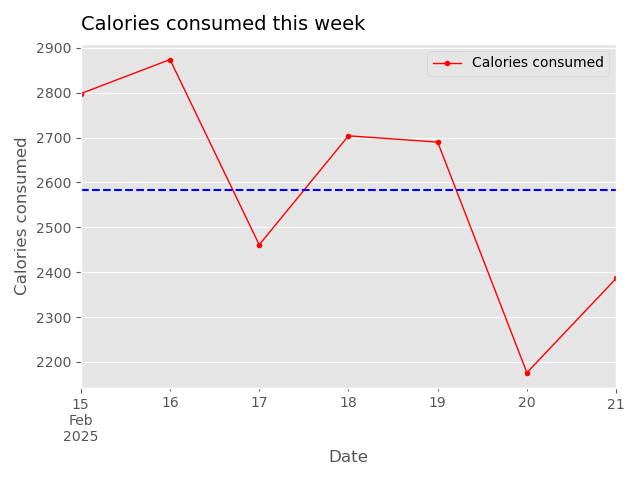 Calories consumed this week
Calories consumed
Calories consumed
2900
2800
2700
2600
2500
2400
2300
2200
15 16 17 18 19 20 21
Feb
2025
Date